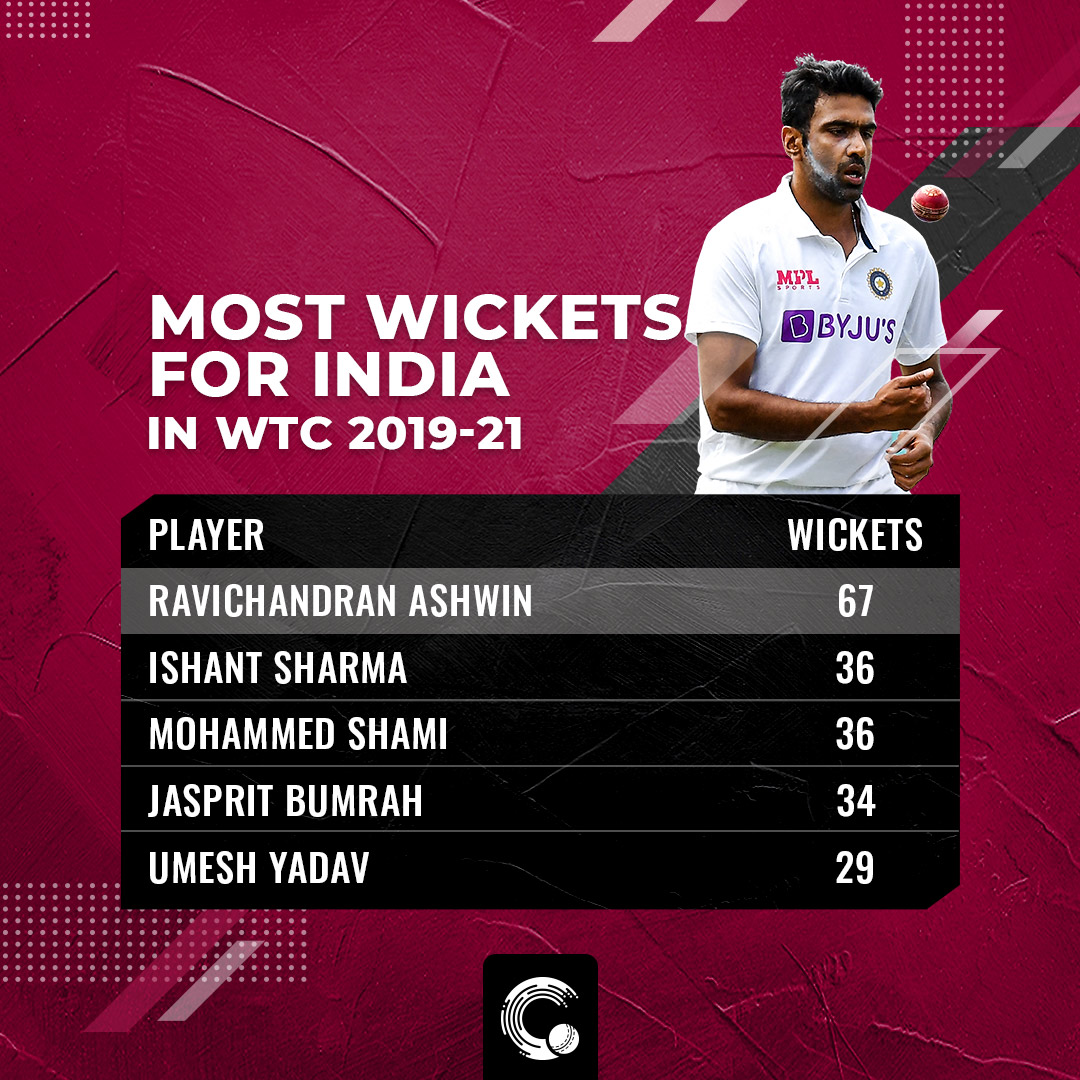 MOST WICKETS
FOR INDIA
IN WTC 2019-21
MPL
SPORTS
BYJU'S
PLAYER WICKETS
RAVICHANDRAN ASHWIN 67
ISHANT SHARMA 36
MOHAMMED SHAMI 36
JASPRIT BUMRAH 34
UMESH YADAV 29